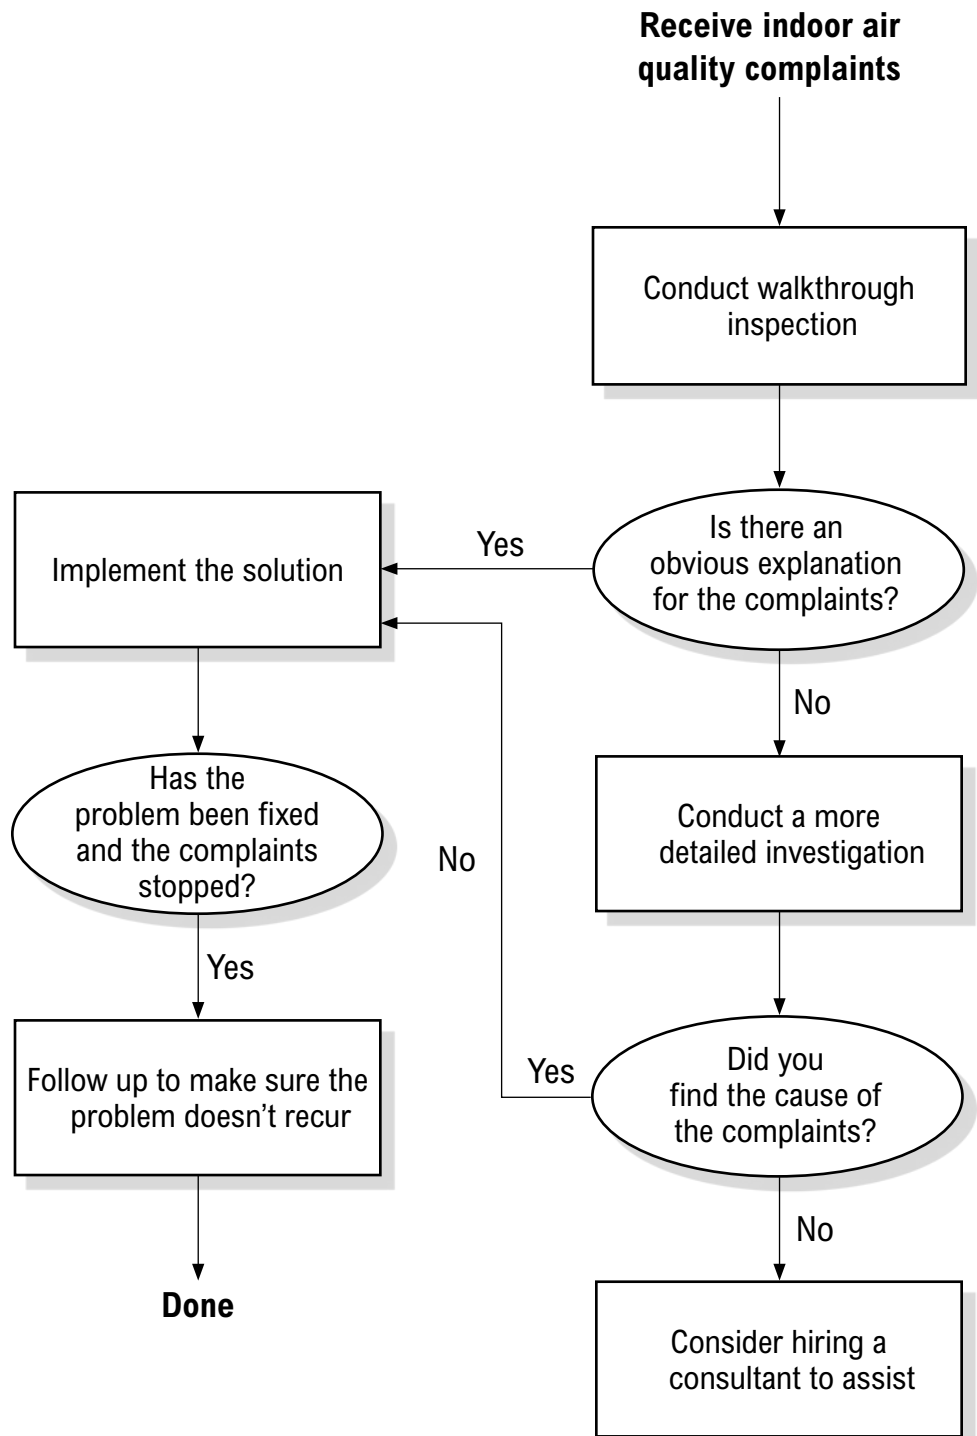 Receive indoor air
quality complaints
Conduct walkthrough
inspection
Is there an
obvious explanation
for the complaints?
Yes
Implement the solution
No
Has the
problem been fixed
and the complaints
stopped?
Conduct a more
detailed investigation
No
Yes
Follow up to make sure the
problem doesn't recur
Did you
find the cause of
the complaints?
Yes
No
Done
Consider hiring a
consultant to assist